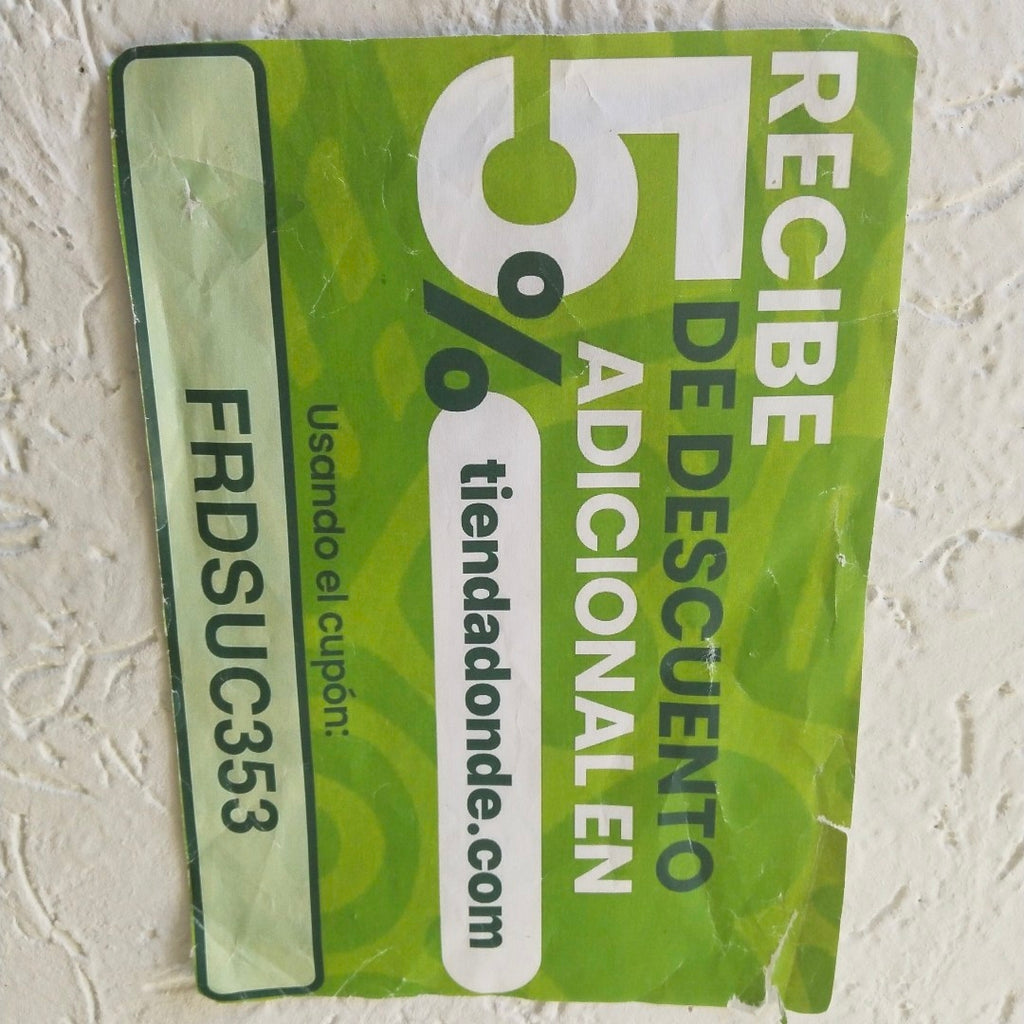 RECIBE
5% DE DESCUENTO
ADICIONAL EN
tiendadonde.com
Usando el cupón:
FRDSUC353